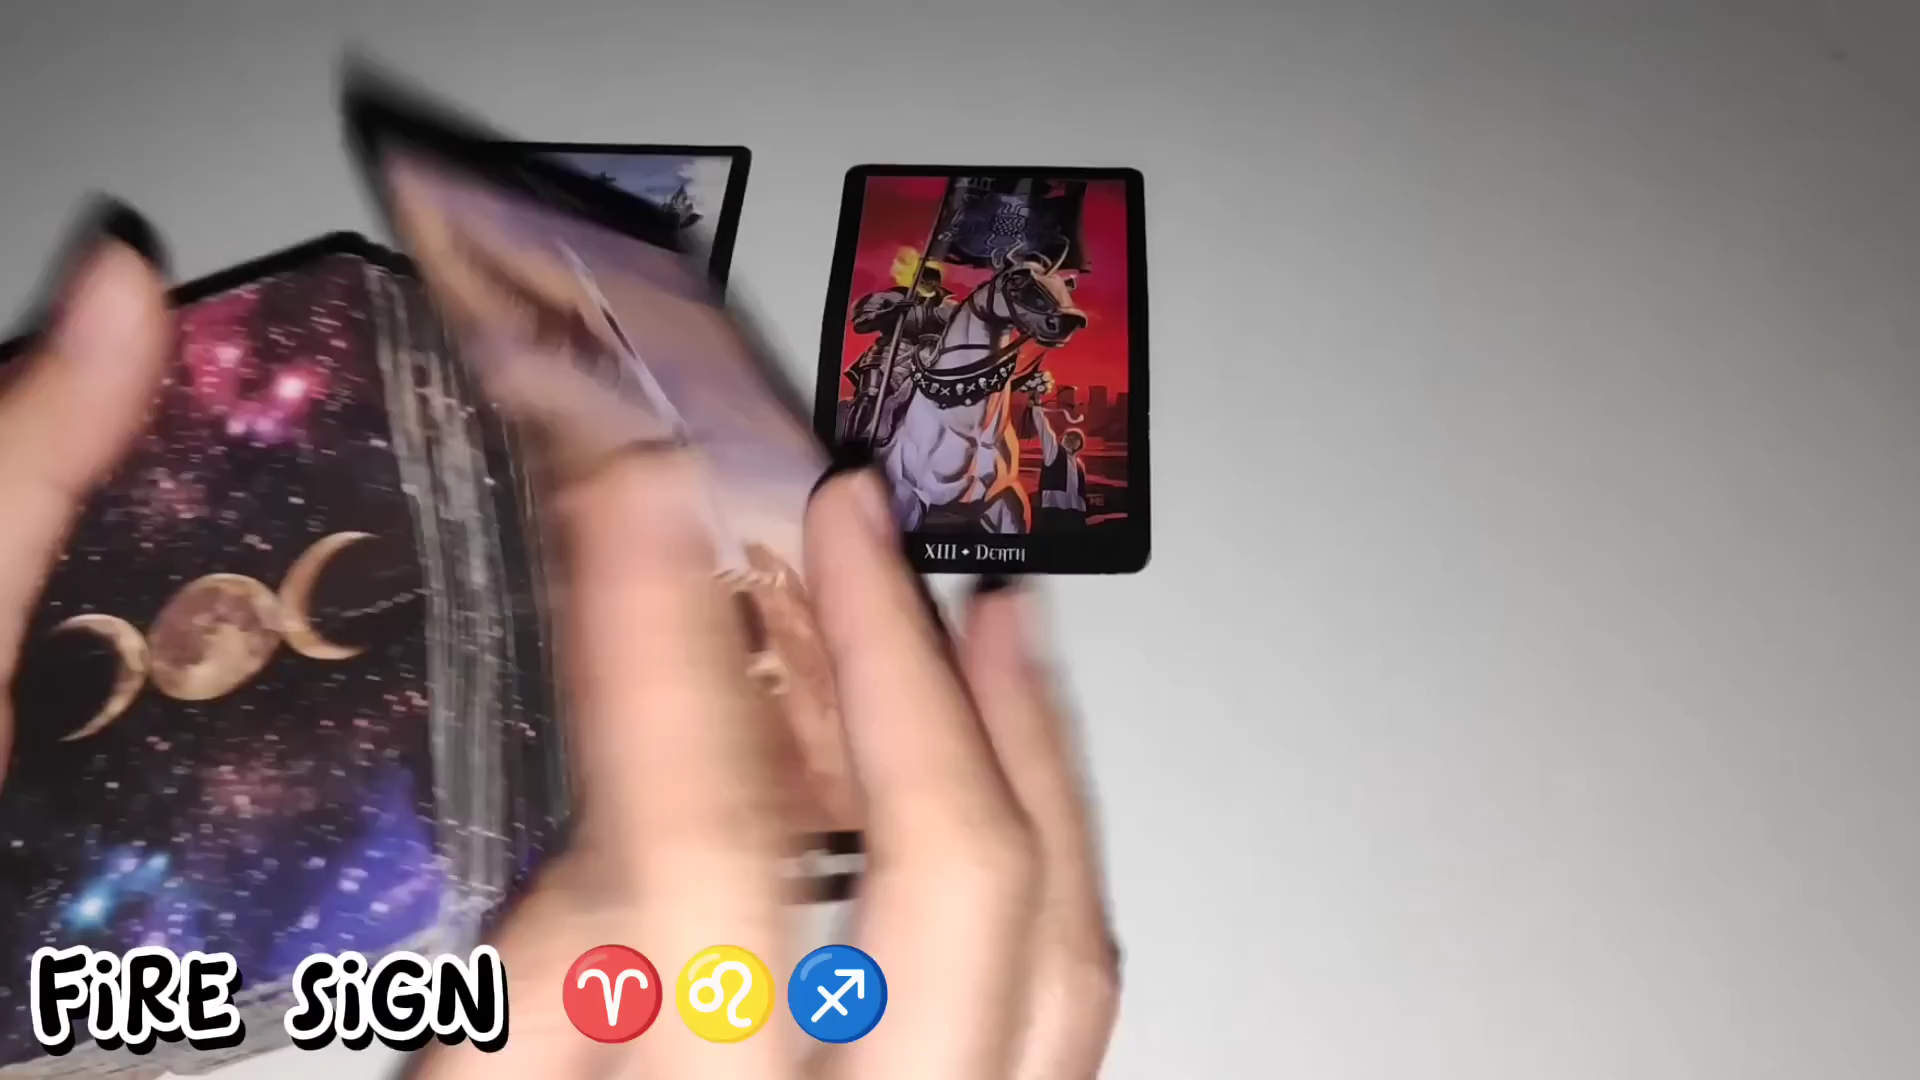 XIII ✦ DEATH
FiRE SiGN ♈♌♐